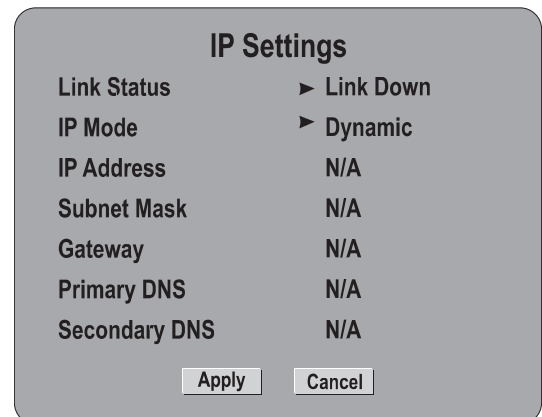 IP Settings
Link Status ► Link Down
IP Mode ► Dynamic
IP Address N/A
Subnet Mask N/A
Gateway N/A
Primary DNS N/A
Secondary DNS N/A
Apply Cancel